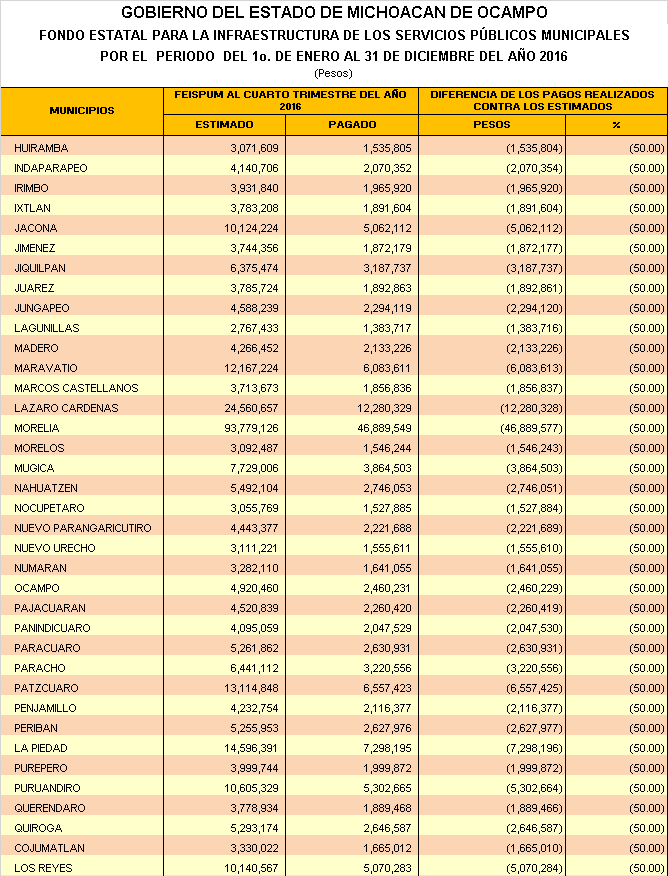 GOBIERNO DEL ESTADO DE MICHOACAN DE OCAMPO
FONDO ESTATAL PARA LA INFRAESTRUCTURA DE LOS SERVICIOS PÚBLICOS MUNICIPALES
POR EL PERIODO DEL 1o. DE ENERO AL 31 DE DICIEMBRE DEL AÑO 2016
(Pesos)
MUNICIPIOS FEISPUM AL CUARTO TRIMESTRE DEL AÑO 2016 DIFERENCIA DE LOS PAGOS REALIZADOS CONTRA LOS ESTIMADOS
ESTIMADO PAGADO PESOS %
HUIRAMBA 3,071,609 1,535,805 (1,535,804) (50.00)
INDAPARAPEO 4,140,706 2,070,352 (2,070,354) (50.00)
IRIMBO 3,931,840 1,965,920 (1,965,920) (50.00)
IXTLAN 3,783,208 1,891,604 (1,891,604) (50.00)
JACONA 10,124,224 5,062,112 (5,062,112) (50.00)
JIMENEZ 3,744,356 1,872,179 (1,872,177) (50.00)
JIQUILPAN 6,375,474 3,187,737 (3,187,737) (50.00)
JUAREZ 3,785,724 1,892,863 (1,892,861) (50.00)
JUNGAPEO 4,588,239 2,294,119 (2,294,120) (50.00)
LAGUNILLAS 2,767,433 1,383,717 (1,383,716) (50.00)
MADERO 4,266,452 2,133,226 (2,133,226) (50.00)
MARAVATIO 12,167,224 6,083,611 (6,083,613) (50.00)
MARCOS CASTELLANOS 3,713,673 1,856,836 (1,856,837) (50.00)
LAZARO CARDENAS 24,560,657 12,280,329 (12,280,328) (50.00)
MORELIA 93,779,126 46,889,549 (46,889,577) (50.00)
MORELOS 3,092,487 1,546,244 (1,546,243) (50.00)
MUGICA 7,729,006 3,864,503 (3,864,503) (50.00)
NAHUATZEN 5,492,104 2,746,053 (2,746,051) (50.00)
NOCUPETARO 3,055,769 1,527,885 (1,527,884) (50.00)
NUEVO PARANGARICUTIRO 4,443,377 2,221,688 (2,221,689) (50.00)
NUEVO URECHO 3,111,221 1,555,611 (1,555,610) (50.00)
NUMARAN 3,282,110 1,641,055 (1,641,055) (50.00)
OCAMPO 4,920,460 2,460,231 (2,460,229) (50.00)
PAJACUARAN 4,520,839 2,260,420 (2,260,419) (50.00)
PANINDICUARO 4,095,059 2,047,529 (2,047,530) (50.00)
PARACUARO 5,261,862 2,630,931 (2,630,931) (50.00)
PARACHO 6,441,112 3,220,556 (3,220,556) (50.00)
PATZCUARO 13,114,848 6,557,423 (6,557,425) (50.00)
PENJAMILLO 4,232,754 2,116,377 (2,116,377) (50.00)
PERIBAN 5,255,953 2,627,976 (2,627,977) (50.00)
LA PIEDAD 14,596,391 7,298,195 (7,298,196) (50.00)
PUREPERO 3,999,744 1,999,872 (1,999,872) (50.00)
PURUANDIRO 10,605,329 5,302,665 (5,302,664) (50.00)
QUERENDARO 3,778,934 1,889,468 (1,889,466) (50.00)
QUIROGA 5,293,174 2,646,587 (2,646,587) (50.00)
COJUMATLAN 3,330,022 1,665,012 (1,665,010) (50.00)
LOS REYES 10,140,567 5,070,283 (5,070,284) (50.00)